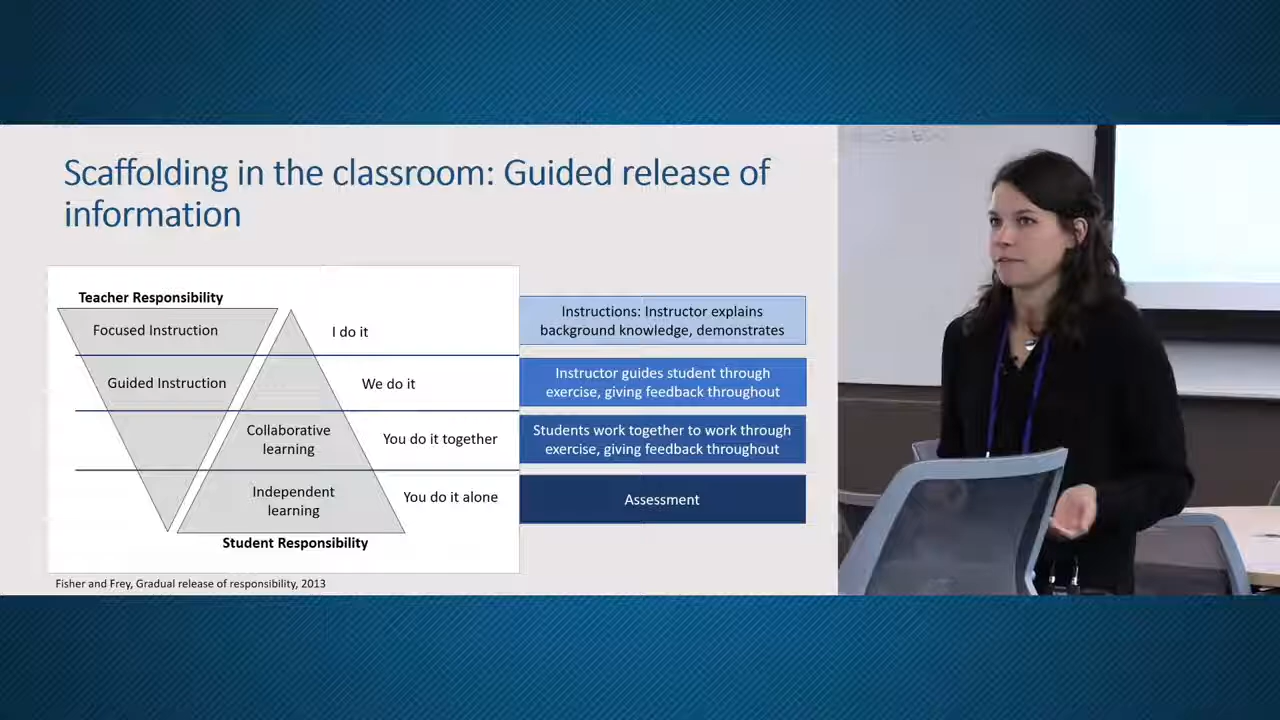 Scaffolding in the classroom: Guided release of
information
Teacher Responsibility
Focused Instruction
I do it
Instructions: Instructor explains
background knowledge, demonstrates
Guided Instruction
We do it
Instructor guides student through
exercise, giving feedback throughout
Collaborative
learning
You do it together
Students work together to work through
exercise, giving feedback throughout
Independent
learning
You do it alone
Assessment
Student Responsibility
Fisher and Frey, Gradual release of responsibility, 2013